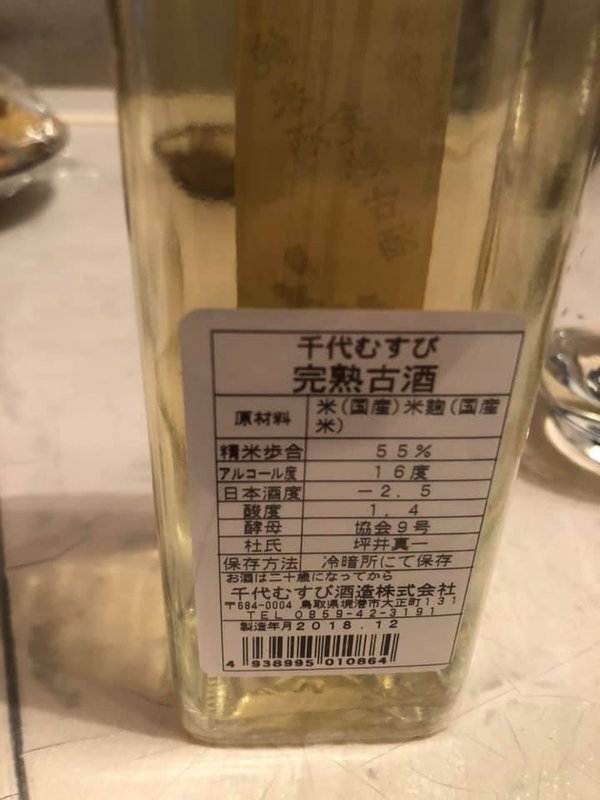 千代むすび
完熟古酒
原材料 米(国産)米麹(国産
米)
精米歩合 55%
アルコール度 16度
日本酒度 -2.5
酸度 1.4
酵母 協会9号
杜氏 坪井真一
保存方法 冷暗所にて保存
お酒は二十歳になってから
千代むすび酒造株式会社
〒684-0004 鳥取県境港市大正町131
TEL 0859-42-3191
製造年月2018.12
4 938995 010864